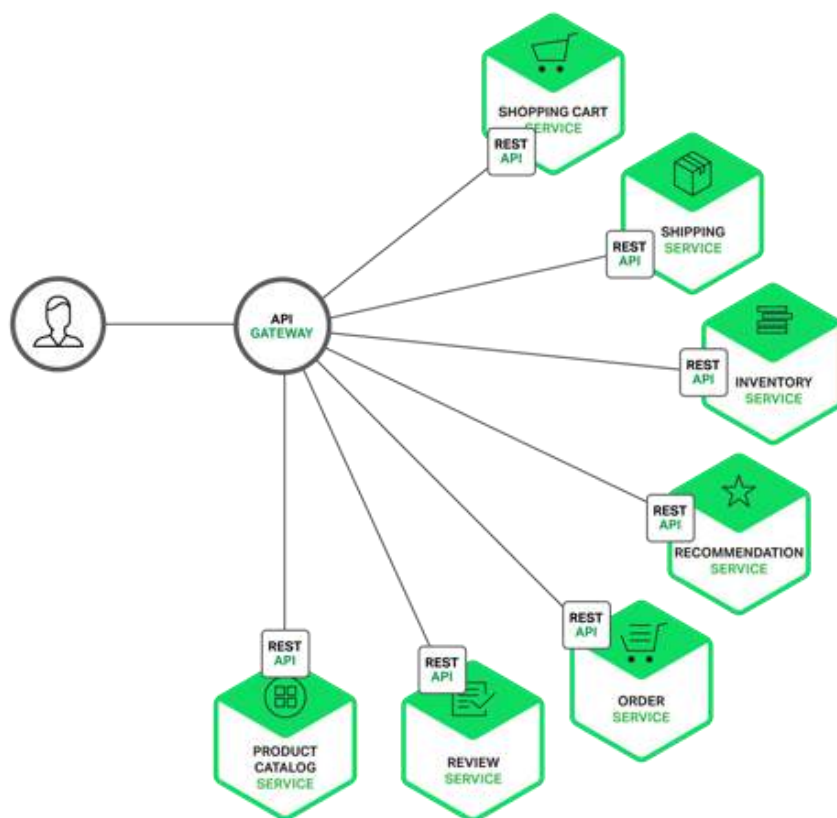 SHOPPING CART
SERVICE
REST
API
SHIPPING
SERVICE
REST
API
API
GATEWAY
REST
API
INVENTORY
SERVICE
REST
API
RECOMMENDATION
SERVICE
REST
API
ORDER
SERVICE
REST
API
REVIEW
SERVICE
REST
API
PRODUCT
CATALOG
SERVICE